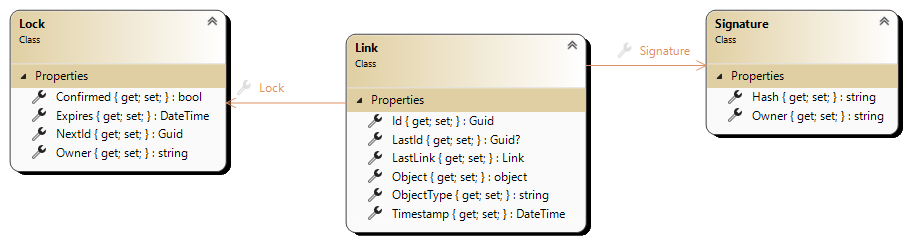 Lock
Class
Properties
Confirmed { get; set; } : bool
Expires { get; set; } : DateTime
NextId { get; set; } : Guid
Owner { get; set; } : string
Lock
Link
Class
Properties
Id { get; set; } : Guid
LastId { get; set; } : Guid?
LastLink { get; set; } : Link
Object { get; set; } : object
ObjectType { get; set; } : string
Timestamp { get; set; } : DateTime
Signature
Signature
Class
Properties
Hash { get; set; } : string
Owner { get; set; } : string